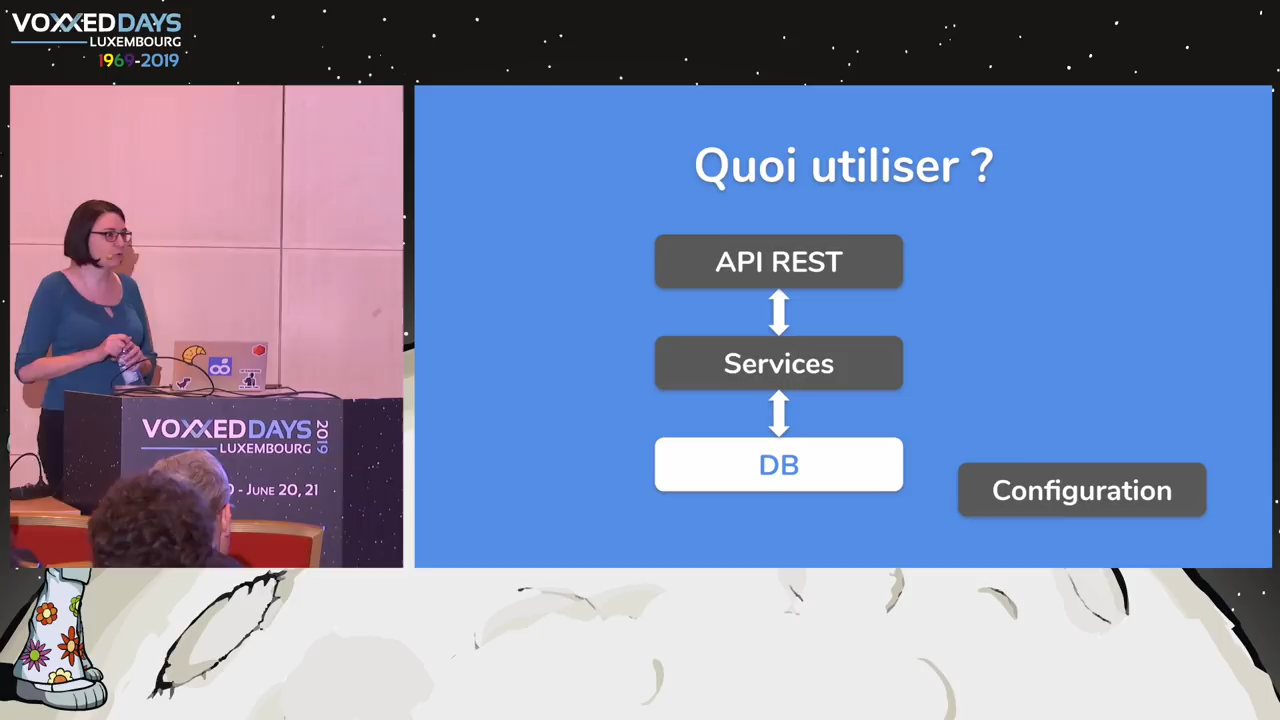 VOXXED DAYS
LUXEMBOURG
1969-2019
Quoi utiliser ?
API REST
Services
DB
Configuration
VOXXED DAYS 2019
LUXEMBOURG
- JUNE 20, 21